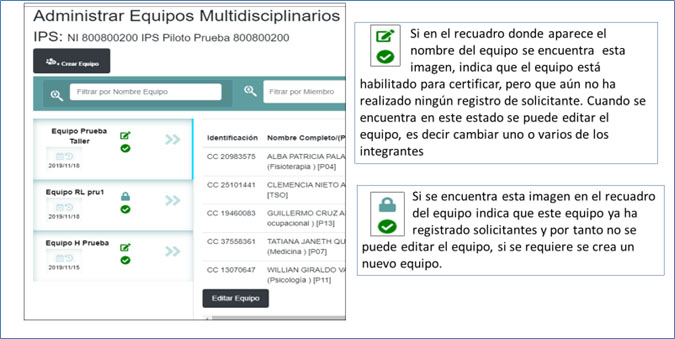 Administrar Equipos Multidisciplinarios
IPS: NI 800800200 IPS Piloto Prueba 800800200
+ Crear Equipo
Filtrar por Nombre Equipo
Filtrar por Miembro
Equipo Prueba
Taller
2019/11/18
Equipo RL pru1
2019/11/18
Equipo H Prueba
2019/11/15
Identificación Nombre Completo/(P
CC 20983575 ALBA PATRICIA PALA
(Fisioterapia ) [P04]
CC 25101441 CLEMENCIA NIETO A
[TSO]
CC 19460083 GUILLERMO CRUZ A
ocupacional ) [P13]
CC 37558361 TATIANA JANETH QU
(Medicina ) [P07]
CC 13070647 WILLIAN GIRALDO VA
(Psicología ) [P11]
Editar Equipo
Si en el recuadro donde aparece el
nombre del equipo se encuentra esta
imagen, indica que el equipo está
habilitado para certificar, pero que aún no ha
realizado ningún registro de solicitante. Cuando se
encuentra en este estado se puede editar el
equipo, es decir cambiar uno o varios de los
integrantes
Si se encuentra esta imagen en el recuadro
del equipo indica que este equipo ya ha
registrado solicitantes y por tanto no se
puede editar el equipo, si se requiere se crea un
nuevo equipo.